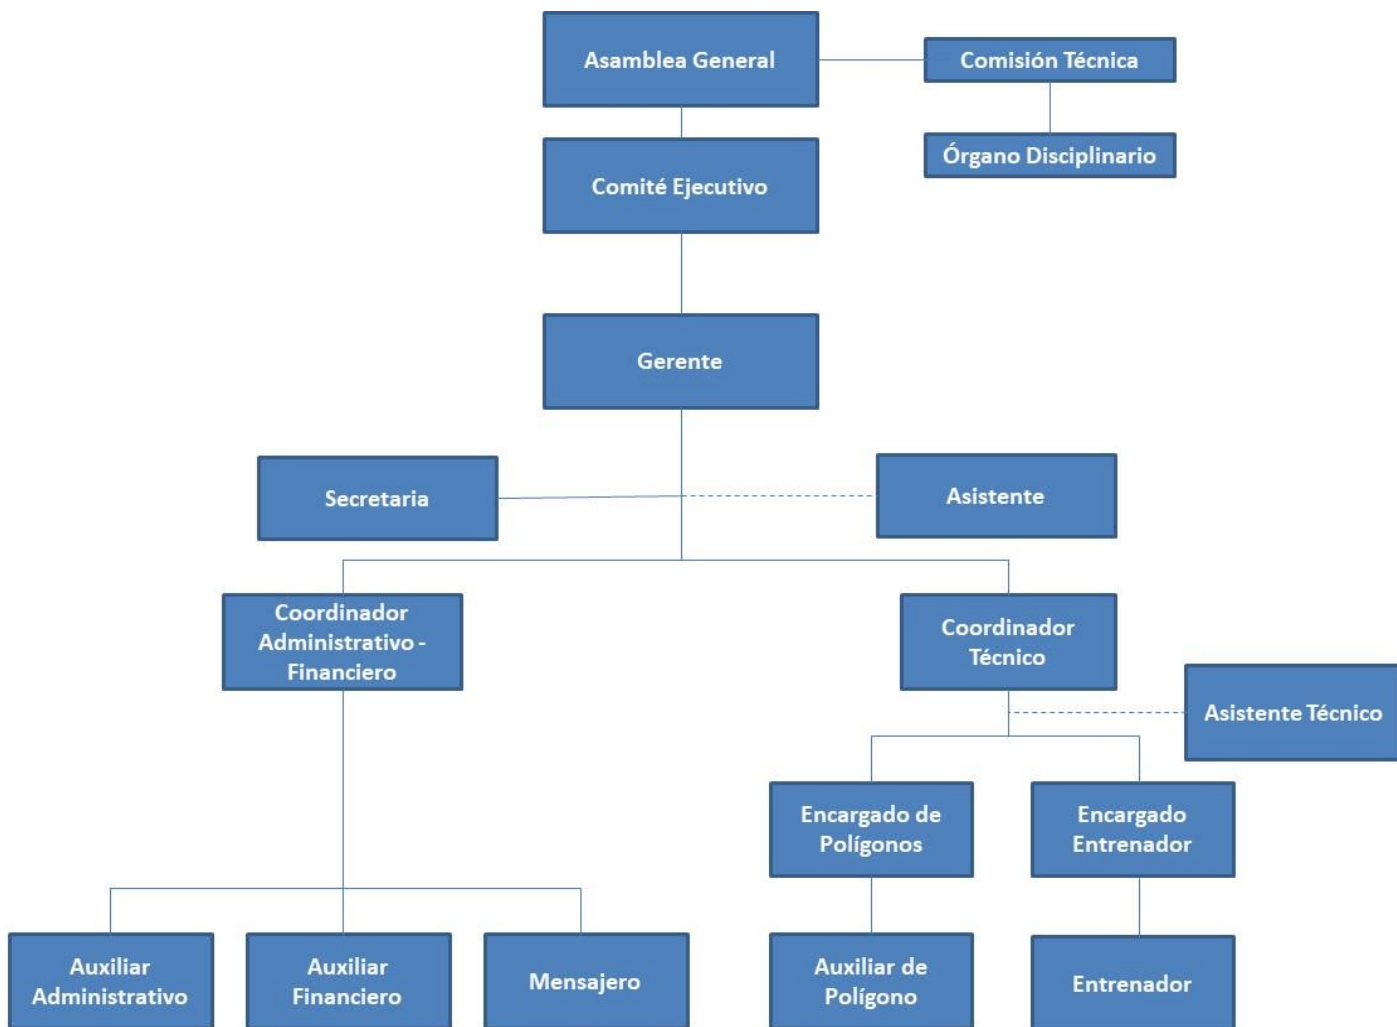 Asamblea General
Comisión Técnica
Órgano Disciplinario
Comité Ejecutivo
Gerente
Secretaria
Asistente
Coordinador
Administrativo -
Financiero
Coordinador
Técnico
Asistente Técnico
Encargado de
Polígonos
Encargado
Entrenador
Auxiliar
Administrativo
Auxiliar
Financiero
Mensajero
Auxiliar de
Polígono
Entrenador